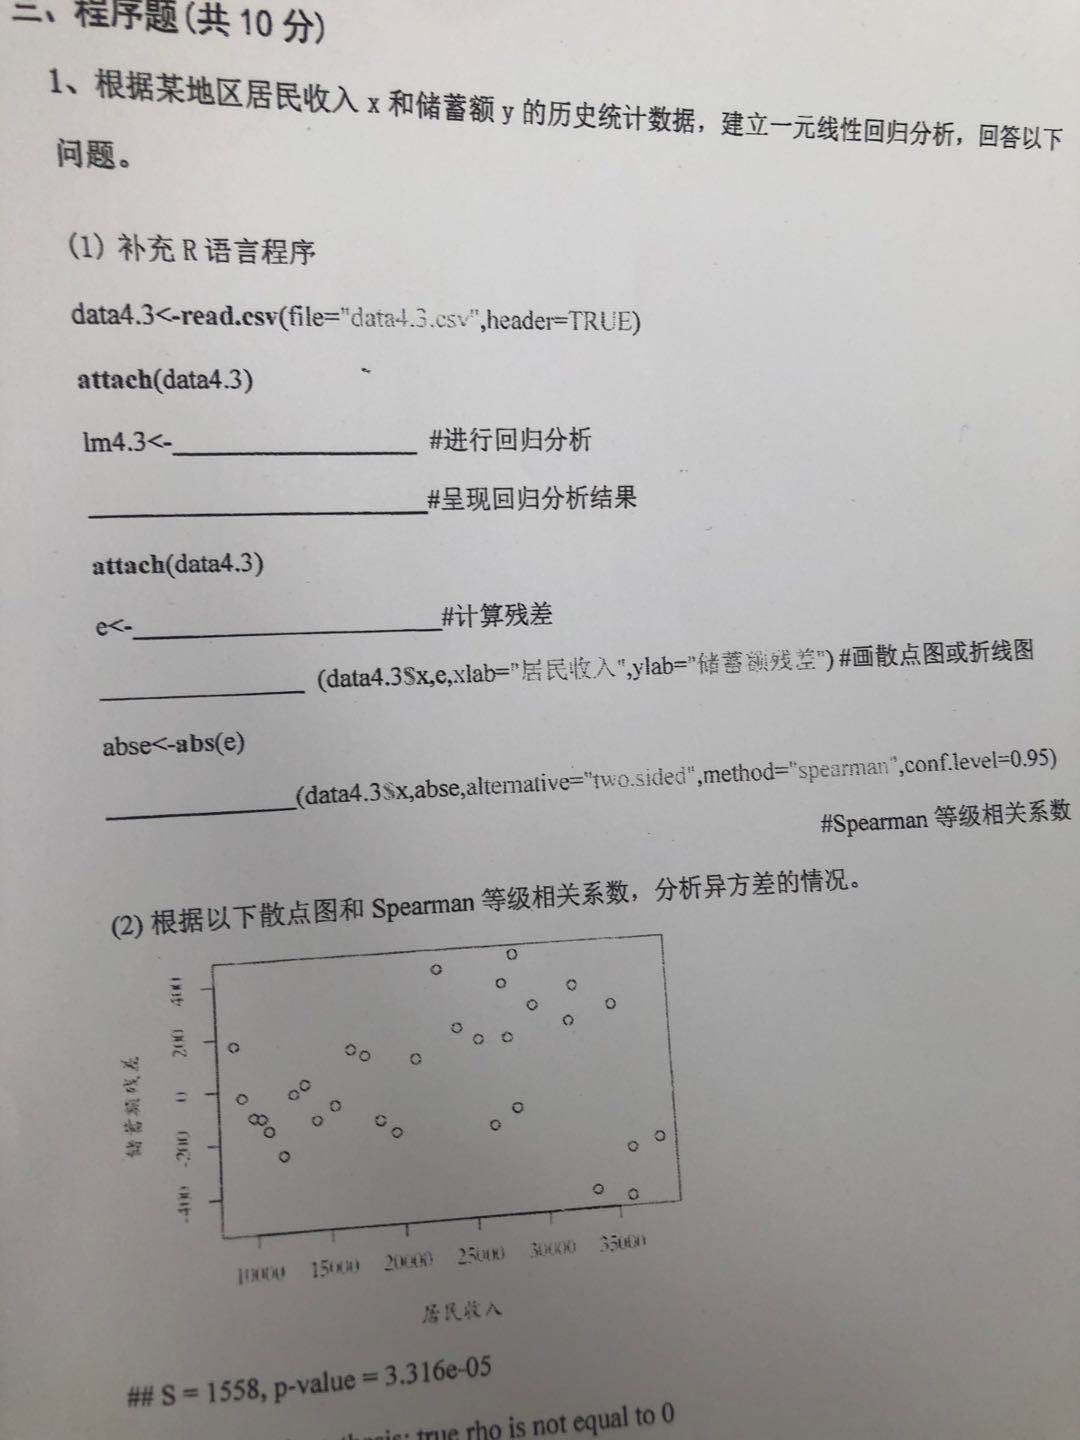 三、程序题(共 10 分)
1、根据某地区居民收入 x 和储蓄额 y 的历史统计数据，建立一元线性回归分析，回答以下
问题。
(1) 补充 R 语言程序
data4.3<-read.csv(file="data4.3.csv",header=TRUE)
attach(data4.3)
lm4.3<-__________ #进行回归分析
__________#呈现回归分析结果
attach(data4.3)
e<-__________#计算残差
__________ (data4.3$x,e,xlab="居民收入",ylab="储蓄额残差") #画散点图或折线图
abse<-abs(e)
__________(data4.3$x,abse,alternative="two.sided",method="spearman",conf.level=0.95)
#Spearman 等级相关系数
(2) 根据以下散点图和 Spearman 等级相关系数，分析异方差的情况。
储蓄额残差
400
200
0
-200
-400
10000 15000 20000 25000 30000 35000
居民收入
## S = 1558, p-value = 3.316e-05
true rho is not equal to 0